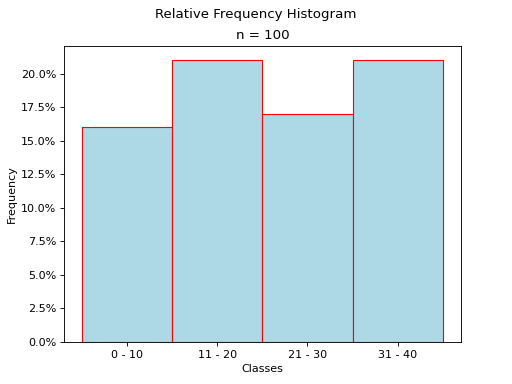 Relative Frequency Histogram
n = 100
20.0%
17.5%
15.0%
12.5%
10.0%
7.5%
5.0%
2.5%
0.0%
Frequency
0 - 10
11 - 20
21 - 30
31 - 40
Classes